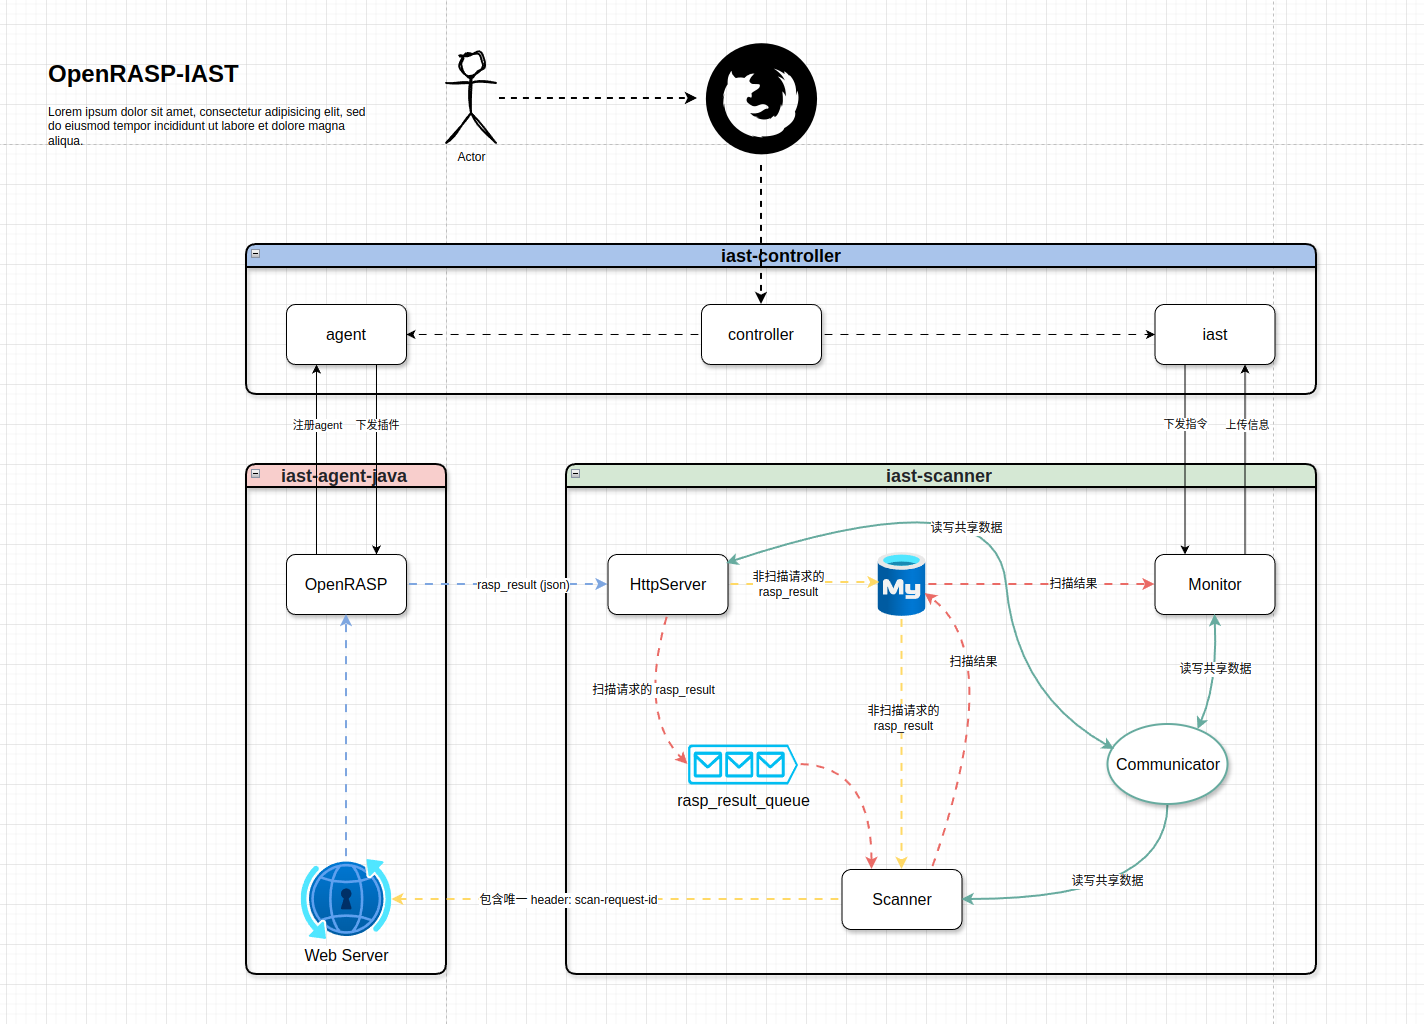 OpenRASP-IAST
Lorem ipsum dolor sit amet, consectetur adipisicing elit, sed
do eiusmod tempor incididunt ut labore et dolore magna
aliqua.
Actor
iast-controller
agent
controller
iast
注册agent
下发插件
下发指令
上传信息
iast-agent-java
iast-scanner
读写共享数据
OpenRASP
rasp_result (json)
HttpServer
非扫描请求的
rasp_result
My
扫描结果
Monitor
扫描结果
读写共享数据
扫描请求的 rasp_result
非扫描请求的
rasp_result
Communicator
rasp_result_queue
读写共享数据
包含唯一 header: scan-request-id
Scanner
Web Server